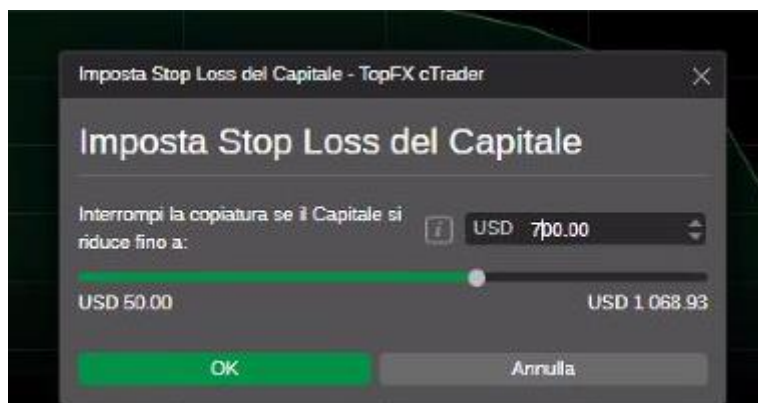 Imposta Stop Loss del Capitale - TopFX cTrader
Imposta Stop Loss del Capitale
Interrompi la copiatura se il Capitale si
riduce fino a:
USD 700.00
USD 50.00
USD 1 068.93
OK
Annulla